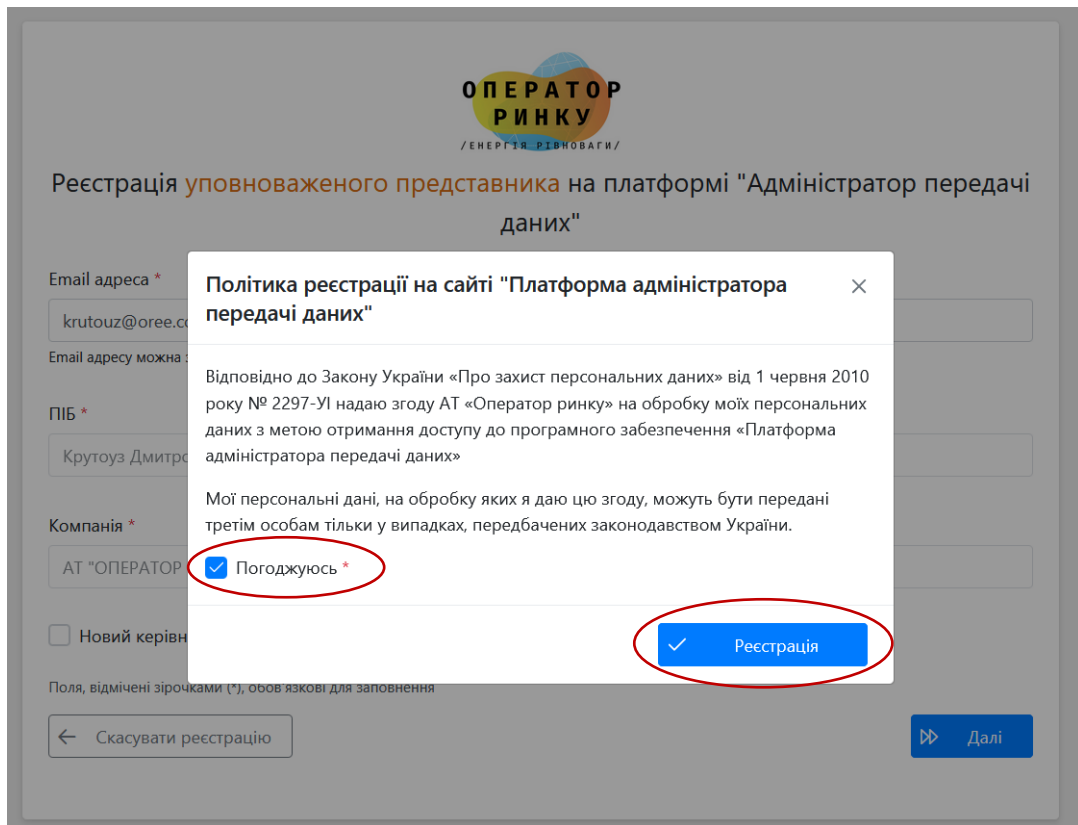 ОПЕРАТОР
РИНКУ
/ЕНЕРГІЯ РІВНОВАГИ/
Реєстрація уповноваженого представника на платформі "Адміністратор передачі
даних"
Email адреса *
krutouz@oree.co
Email адресу можна
ПІБ *
Крутоуз Дмитро
Компанія *
АТ "ОПЕРАТОР
Новий керівн
Поля, відмічені зірочками (*), обов'язкові для заповнення
Скасувати реєстрацію
Далі
Політика реєстрації на сайті "Платформа адміністратора
передачі даних"
Відповідно до Закону України «Про захист персональних даних» від 1 червня 2010
року № 2297-УІ надаю згоду АТ «Оператор ринку» на обробку моїх персональних
даних з метою отримання доступу до програмного забезпечення «Платформа
адміністратора передачі даних»
Мої персональні дані, на обробку яких я даю цю згоду, можуть бути передані
третім особам тільки у випадках, передбачених законодавством України.
Погоджуюсь *
Реєстрація